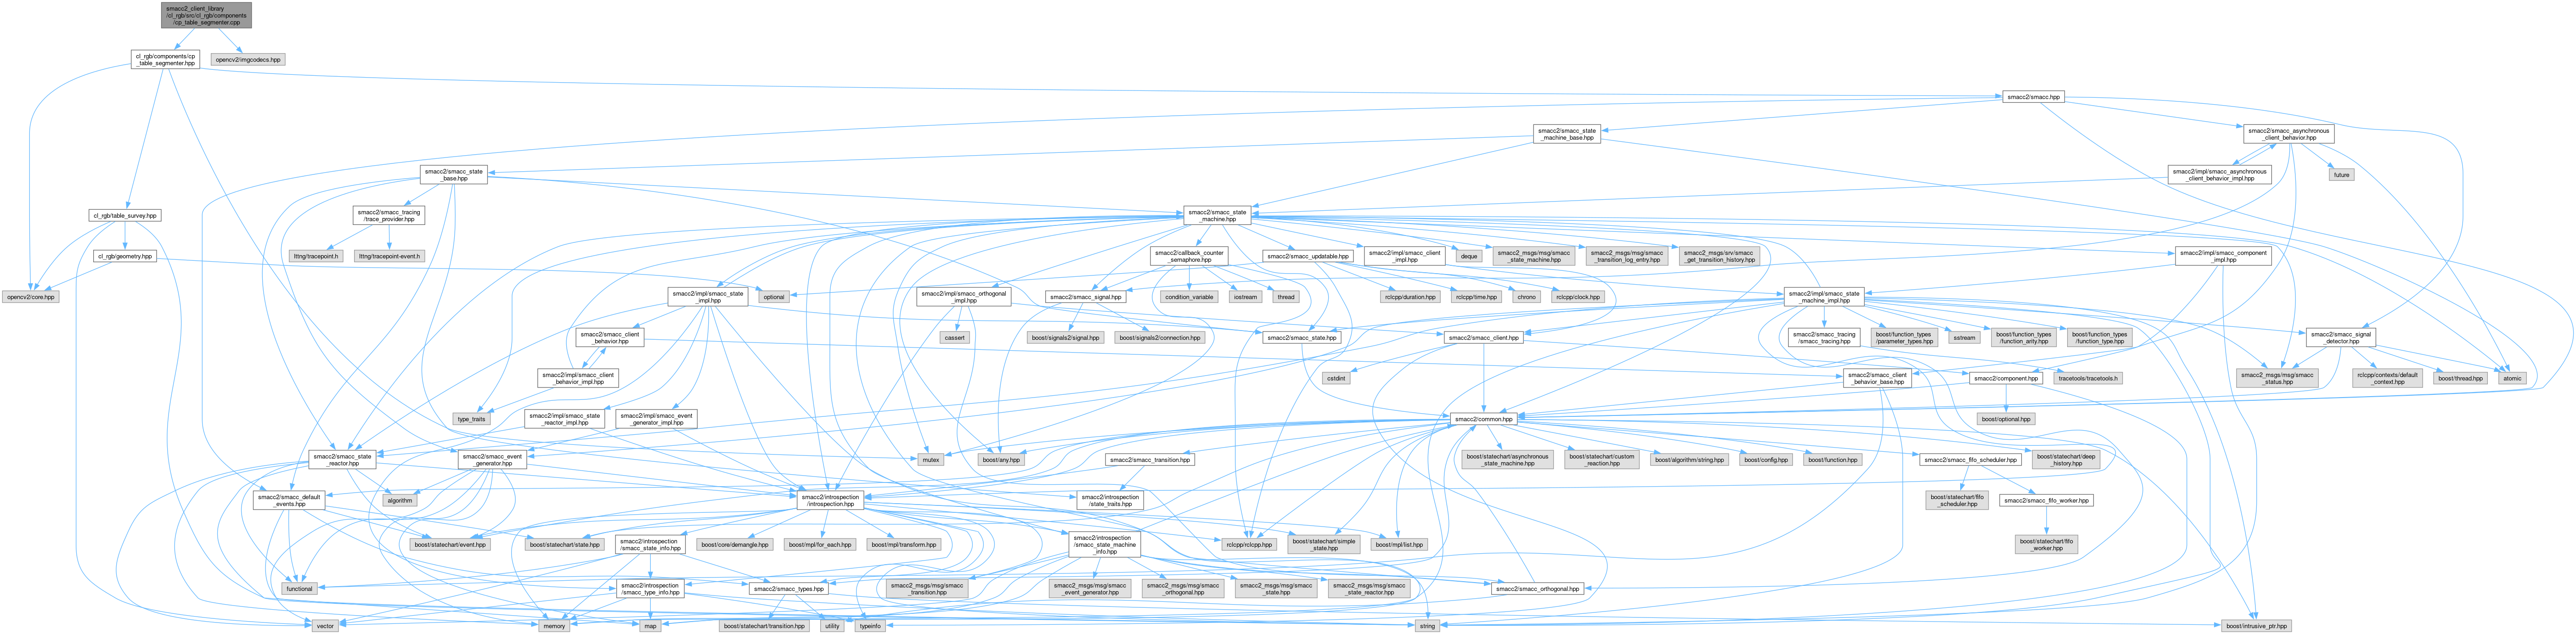 smacc2_client_library
/cl_rgb/src/cl_rgb/components
/cp_table_segmenter.cpp
cl_rgb/components/cp
_table_segmenter.hpp
opencv2/imgcodecs.hpp
smacc2/smacc.hpp
smacc2/smacc_state
_machine_base.hpp
smacc2/smacc_asynchronous
_client_behavior.hpp
smacc2/smacc_state
_base.hpp
smacc2/impl/smacc_asynchronous
_client_behavior_impl.hpp
future
cl_rgb/table_survey.hpp
smacc2/smacc_tracing
/trace_provider.hpp
smacc2/smacc_state
_machine.hpp
cl_rgb/geometry.hpp
lttng/tracepoint.h
lttng/tracepoint-event.h
smacc2/callback_counter
_semaphore.hpp
smacc2/smacc_updatable.hpp
smacc2/impl/smacc_client
_impl.hpp
deque
smacc2_msgs/msg/smacc
_state_machine.hpp
smacc2_msgs/msg/smacc
_transition_log_entry.hpp
smacc2_msgs/srv/smacc
_get_transition_history.hpp
smacc2/impl/smacc_component
_impl.hpp
opencv2/core.hpp
smacc2/impl/smacc_state
_impl.hpp
optional
smacc2/impl/smacc_orthogonal
_impl.hpp
smacc2/smacc_signal.hpp
condition_variable
iostream
thread
rclcpp/duration.hpp
rclcpp/time.hpp
chrono
rclcpp/clock.hpp
smacc2/impl/smacc_state
_machine_impl.hpp
smacc2/smacc_client
_behavior.hpp
cassert
boost/signals2/signal.hpp
boost/signals2/connection.hpp
smacc2/smacc_state.hpp
smacc2/smacc_client.hpp
smacc2/smacc_tracing
/smacc_tracing.hpp
boost/function_types
/parameter_types.hpp
sstream
boost/function_types
/function_arity.hpp
boost/function_types
/function_type.hpp
smacc2/smacc_signal
_detector.hpp
smacc2/impl/smacc_client
_behavior_impl.hpp
cstdint
smacc2/smacc_client
_behavior_base.hpp
tracetools/tracetools.h
smacc2/component.hpp
smacc2_msgs/msg/smacc
_status.hpp
rclcpp/contexts/default
_context.hpp
boost/thread.hpp
atomic
type_traits
smacc2/impl/smacc_state
_reactor_impl.hpp
smacc2/impl/smacc_event
_generator_impl.hpp
smacc2/common.hpp
boost/optional.hpp
smacc2/smacc_state
_reactor.hpp
smacc2/smacc_event
_generator.hpp
mutex
boost/any.hpp
smacc2/smacc_transition.hpp
boost/statechart/asynchronous
_state_machine.hpp
boost/statechart/custom
_reaction.hpp
boost/algorithm/string.hpp
boost/config.hpp
boost/function.hpp
smacc2/smacc_fifo_scheduler.hpp
boost/statechart/deep
_history.hpp
smacc2/smacc_default
_events.hpp
algorithm
smacc2/introspection
/introspection.hpp
smacc2/introspection
/state_traits.hpp
boost/statechart/fifo
_scheduler.hpp
smacc2/smacc_fifo_worker.hpp
boost/statechart/event.hpp
boost/statechart/state.hpp
smacc2/introspection
/smacc_state_info.hpp
boost/core/demangle.hpp
boost/mpl/for_each.hpp
boost/mpl/transform.hpp
smacc2/introspection
/smacc_state_machine
_info.hpp
rclcpp/rclcpp.hpp
boost/statechart/simple
_state.hpp
boost/mpl/list.hpp
boost/statechart/fifo
_worker.hpp
functional
smacc2/introspection
/smacc_type_info.hpp
smacc2/smacc_types.hpp
smacc2_msgs/msg/smacc
_transition.hpp
smacc2_msgs/msg/smacc
_event_generator.hpp
smacc2_msgs/msg/smacc
_orthogonal.hpp
smacc2_msgs/msg/smacc
_state.hpp
smacc2_msgs/msg/smacc
_state_reactor.hpp
smacc2/smacc_orthogonal.hpp
vector
memory
map
boost/statechart/transition.hpp
utility
typeinfo
string
boost/intrusive_ptr.hpp